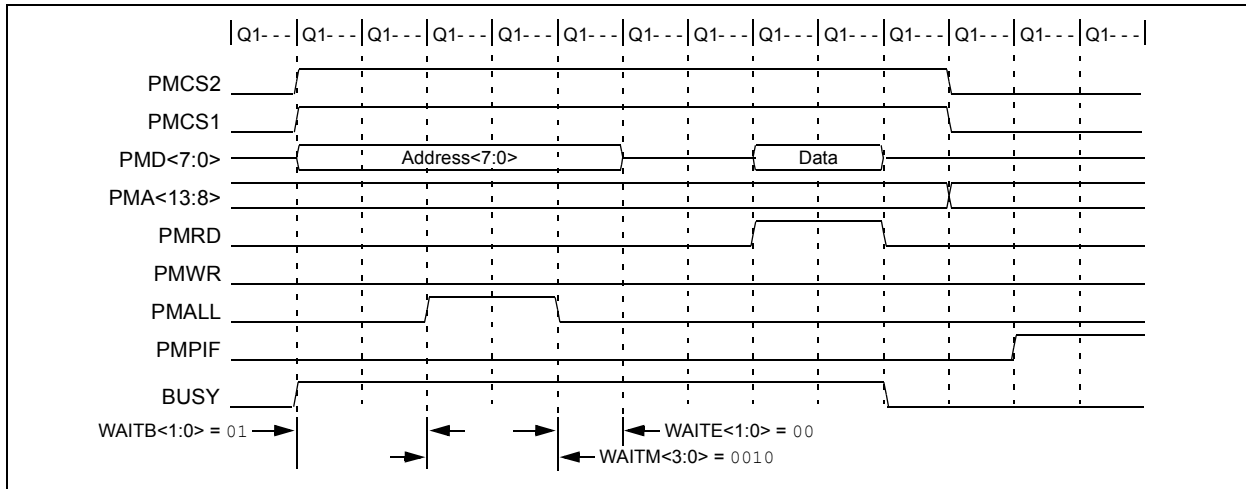 Q1- - - Q1- - - Q1- - - Q1- - - Q1- - - Q1- - - Q1- - - Q1- - - Q1- - - Q1- - - Q1- - - Q1- - - Q1- - - Q1- - -
PMCS2
PMCS1
PMD<7:0> Address<7:0> Data
PMA<13:8>
PMRD
PMWR
PMALL
PMPIF
BUSY
WAITB<1:0> = 01 WAITE<1:0> = 00
WAITM<3:0> = 0010